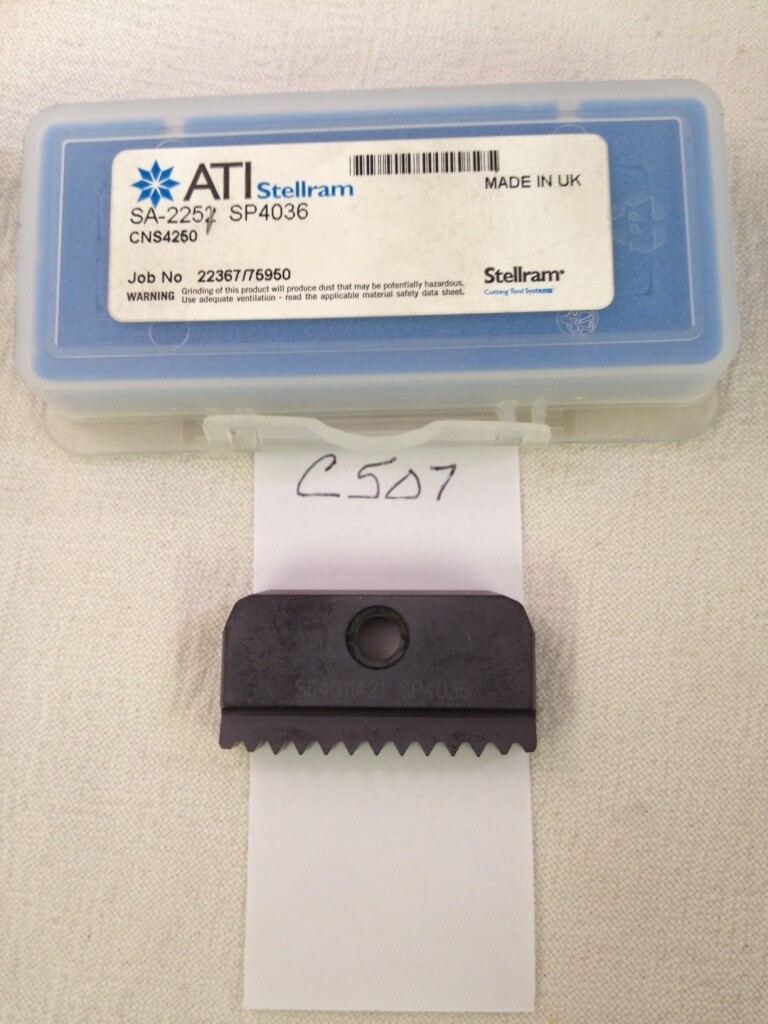 ATI Stellram
MADE IN UK
SA-2257 SP4036
CNS4250
Job No 22367/75950
WARNING Grinding of this product will produce dust that may be potentially hazardous.
Use adequate ventilation - read the applicable material safety data sheet.
Stellram
Cutting Tool Systems
C507
SP4036